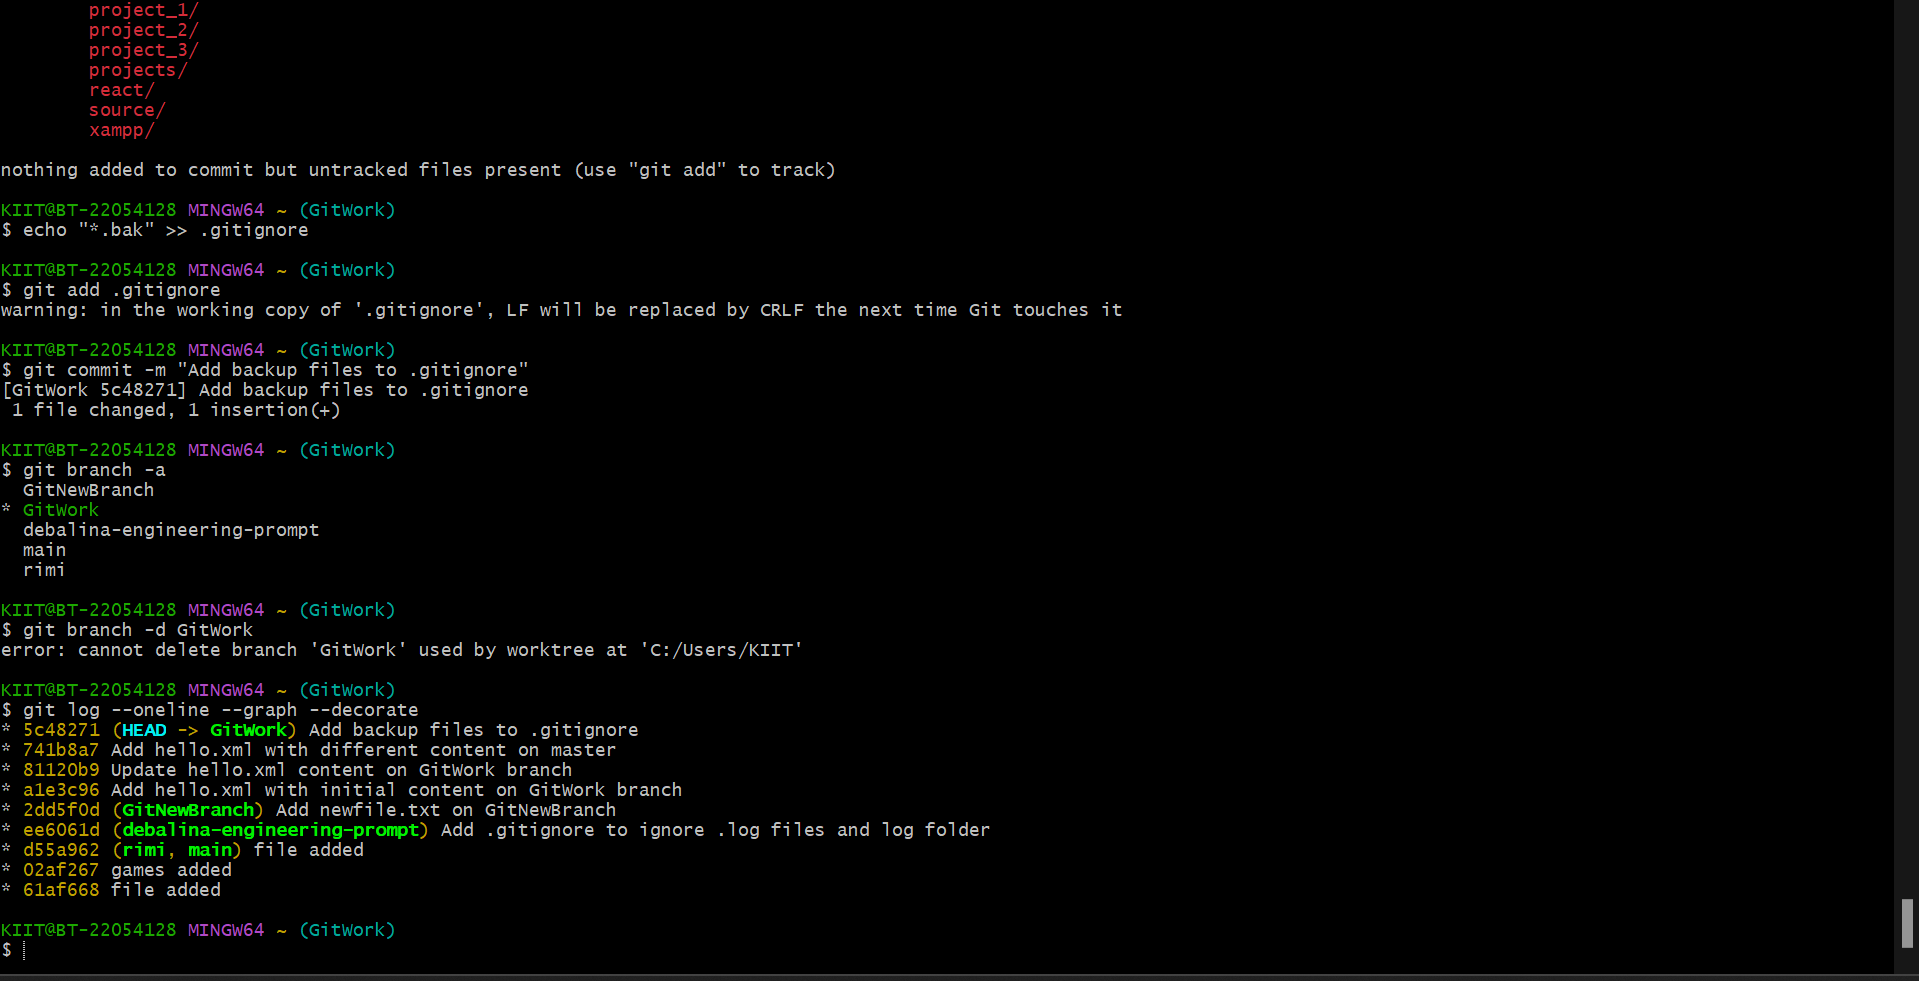 project_1/
project_2/
project_3/
projects/
react/
source/
xampp/
nothing added to commit but untracked files present (use "git add" to track)
KIIT@BT-22054128 MINGW64 ~ (GitWork)
$ echo "*.bak" >> .gitignore
KIIT@BT-22054128 MINGW64 ~ (GitWork)
$ git add .gitignore
warning: in the working copy of '.gitignore', LF will be replaced by CRLF the next time Git touches it
KIIT@BT-22054128 MINGW64 ~ (GitWork)
$ git commit -m "Add backup files to .gitignore"
[GitWork 5c48271] Add backup files to .gitignore
 1 file changed, 1 insertion(+)
KIIT@BT-22054128 MINGW64 ~ (GitWork)
$ git branch -a
  GitNewBranch
* GitWork
  debalina-engineering-prompt
  main
  rimi
KIIT@BT-22054128 MINGW64 ~ (GitWork)
$ git branch -d GitWork
error: cannot delete branch 'GitWork' used by worktree at 'C:/Users/KIIT'
KIIT@BT-22054128 MINGW64 ~ (GitWork)
$ git log --oneline --graph --decorate
* 5c48271 (HEAD -> GitWork) Add backup files to .gitignore
* 741b8a7 Add hello.xml with different content on master
* 81120b9 Update hello.xml content on GitWork branch
* a1e3c96 Add hello.xml with initial content on GitWork branch
* 2dd5f0d (GitNewBranch) Add newfile.txt on GitNewBranch
* ee6061d (debalina-engineering-prompt) Add .gitignore to ignore .log files and log folder
* d55a962 (rimi, main) file added
* 02af267 games added
* 61af668 file added
KIIT@BT-22054128 MINGW64 ~ (GitWork)
$